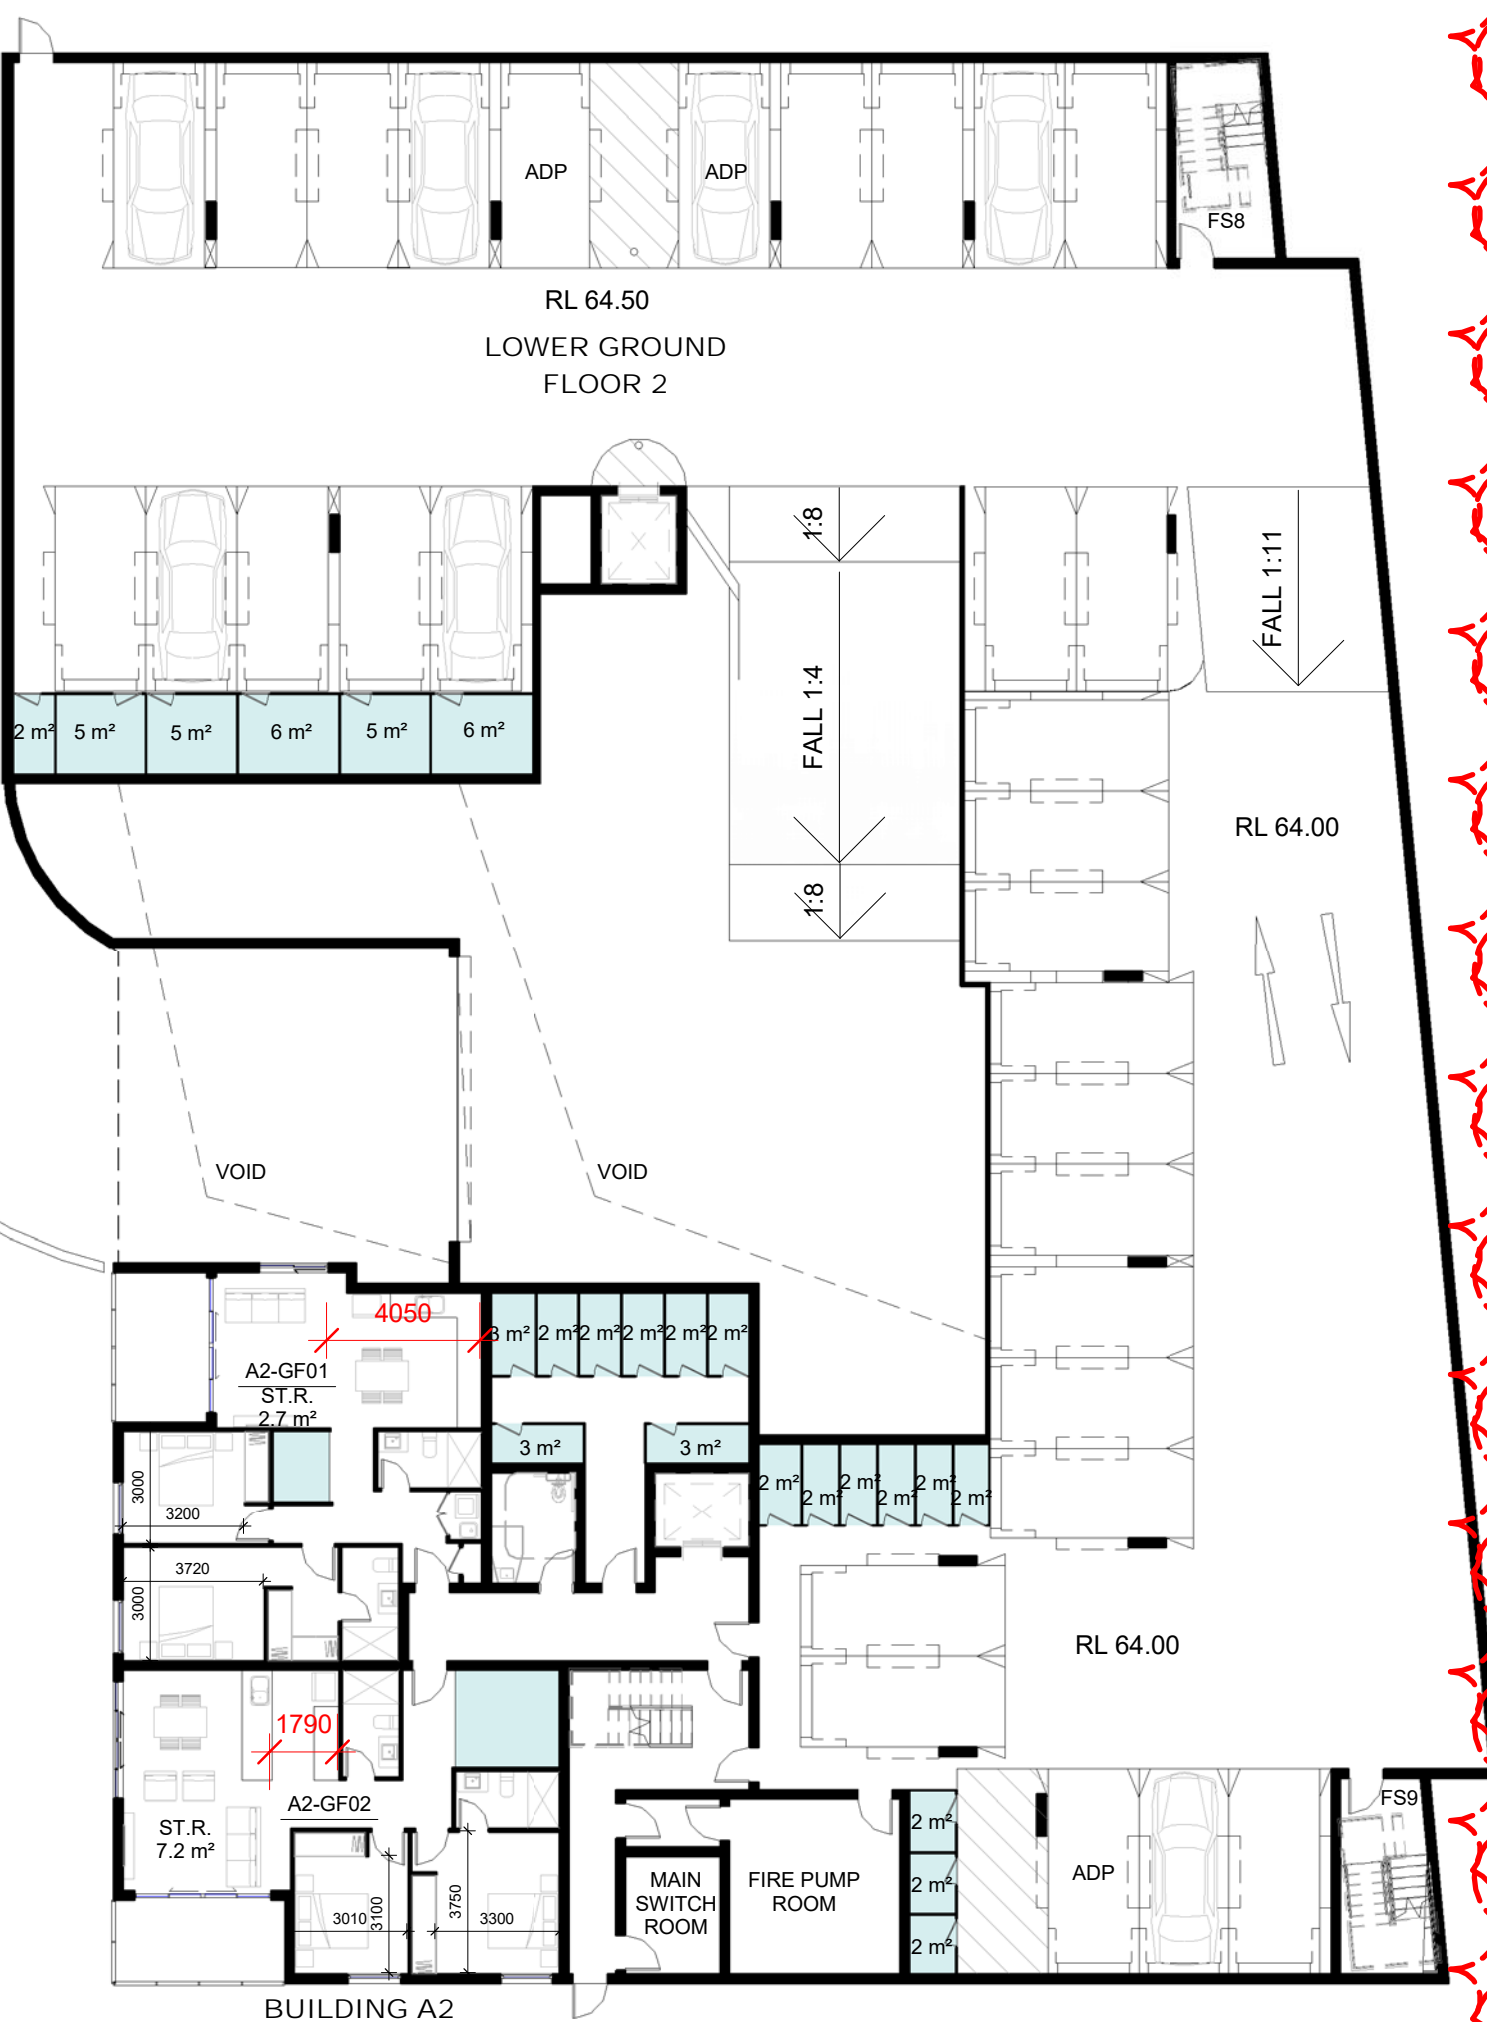 ADP
ADP
FS8
RL 64.50
LOWER GROUND
FLOOR 2
1:8
FALL 1:4
1:8
FALL 1:11
2 m²
5 m²
5 m²
6 m²
5 m²
6 m²
RL 64.00
VOID
VOID
4050
3 m²
2 m²
2 m²
2 m²
2 m²
2 m²
A2-GF01
ST.R.
2.7 m²
3 m²
3 m²
3000
3200
2 m²
2 m²
2 m²
2 m²
2 m²
2 m²
3720
3000
RL 64.00
1790
A2-GF02
ST.R.
7.2 m²
3010
3100
3750
3300
MAIN
SWITCH
ROOM
FIRE PUMP
ROOM
2 m²
2 m²
2 m²
ADP
FS9
BUILDING A2